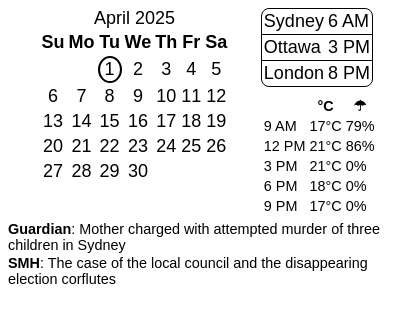 April 2025
Su Mo Tu We Th Fr Sa
1 2 3 4 5
6 7 8 9 10 11 12
13 14 15 16 17 18 19
20 21 22 23 24 25 26
27 28 29 30
Sydney 6 AM
Ottawa 3 PM
London 8 PM
°C ☂
9 AM 17°C 79%
12 PM 21°C 86%
3 PM 21°C 0%
6 PM 18°C 0%
9 PM 17°C 0%
Guardian: Mother charged with attempted murder of three
children in Sydney
SMH: The case of the local council and the disappearing
election corflutes